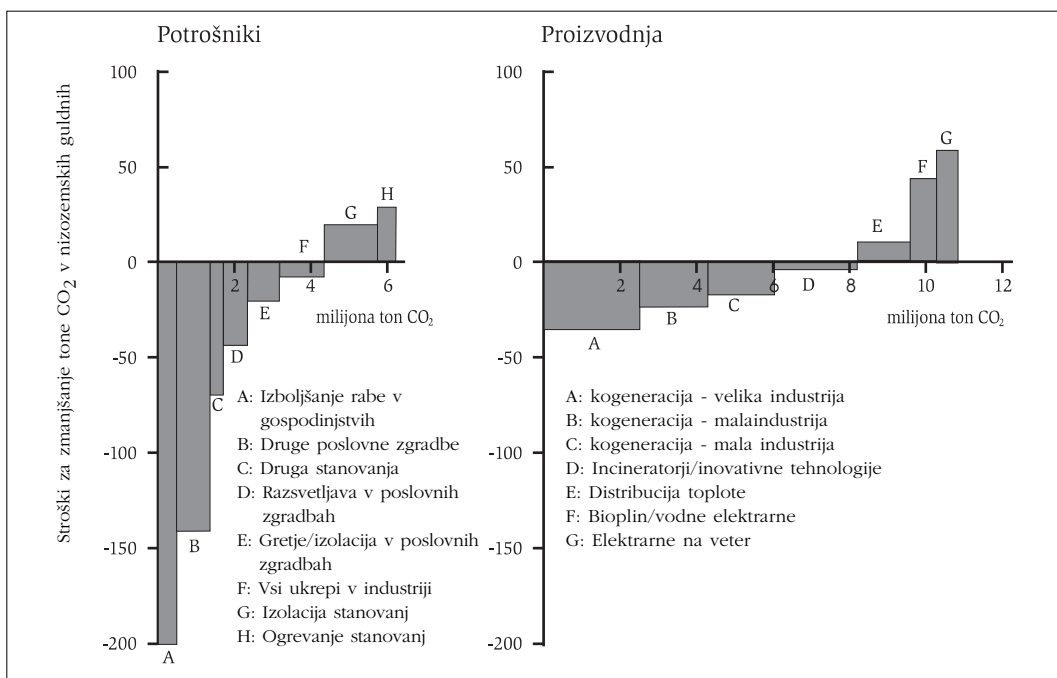 Potrošniki
Stroški za zmanjšanje tone CO2 v nizozemskih guldnih
100
50
0
-50
-100
-150
-200
2
4
6
milijona ton CO2
A
B
C
D
E
F
G
H
A: Izboljšanje rabe v
gospodinjstvih
B: Druge poslovne zgradbe
C: Druga stanovanja
D: Razsvetljava v poslovnih
zgradbah
E: Gretje/izolacija v poslovnih
zgradbah
F: Vsi ukrepi v industriji
G: Izolacija stanovanj
H: Ogrevanje stanovanj
Proizvodnja
100
50
0
-50
-100
-150
-200
2
4
6
8
10
12
milijona ton CO2
A
B
C
D
E
F
G
A: kogeneracija - velika industrija
B: kogeneracija - malaindustrija
C: kogeneracija - mala industrija
D: Incineratorji/inovativne tehnologije
E: Distribucija toplote
F: Bioplin/vodne elektrarne
G: Elektrarne na veter